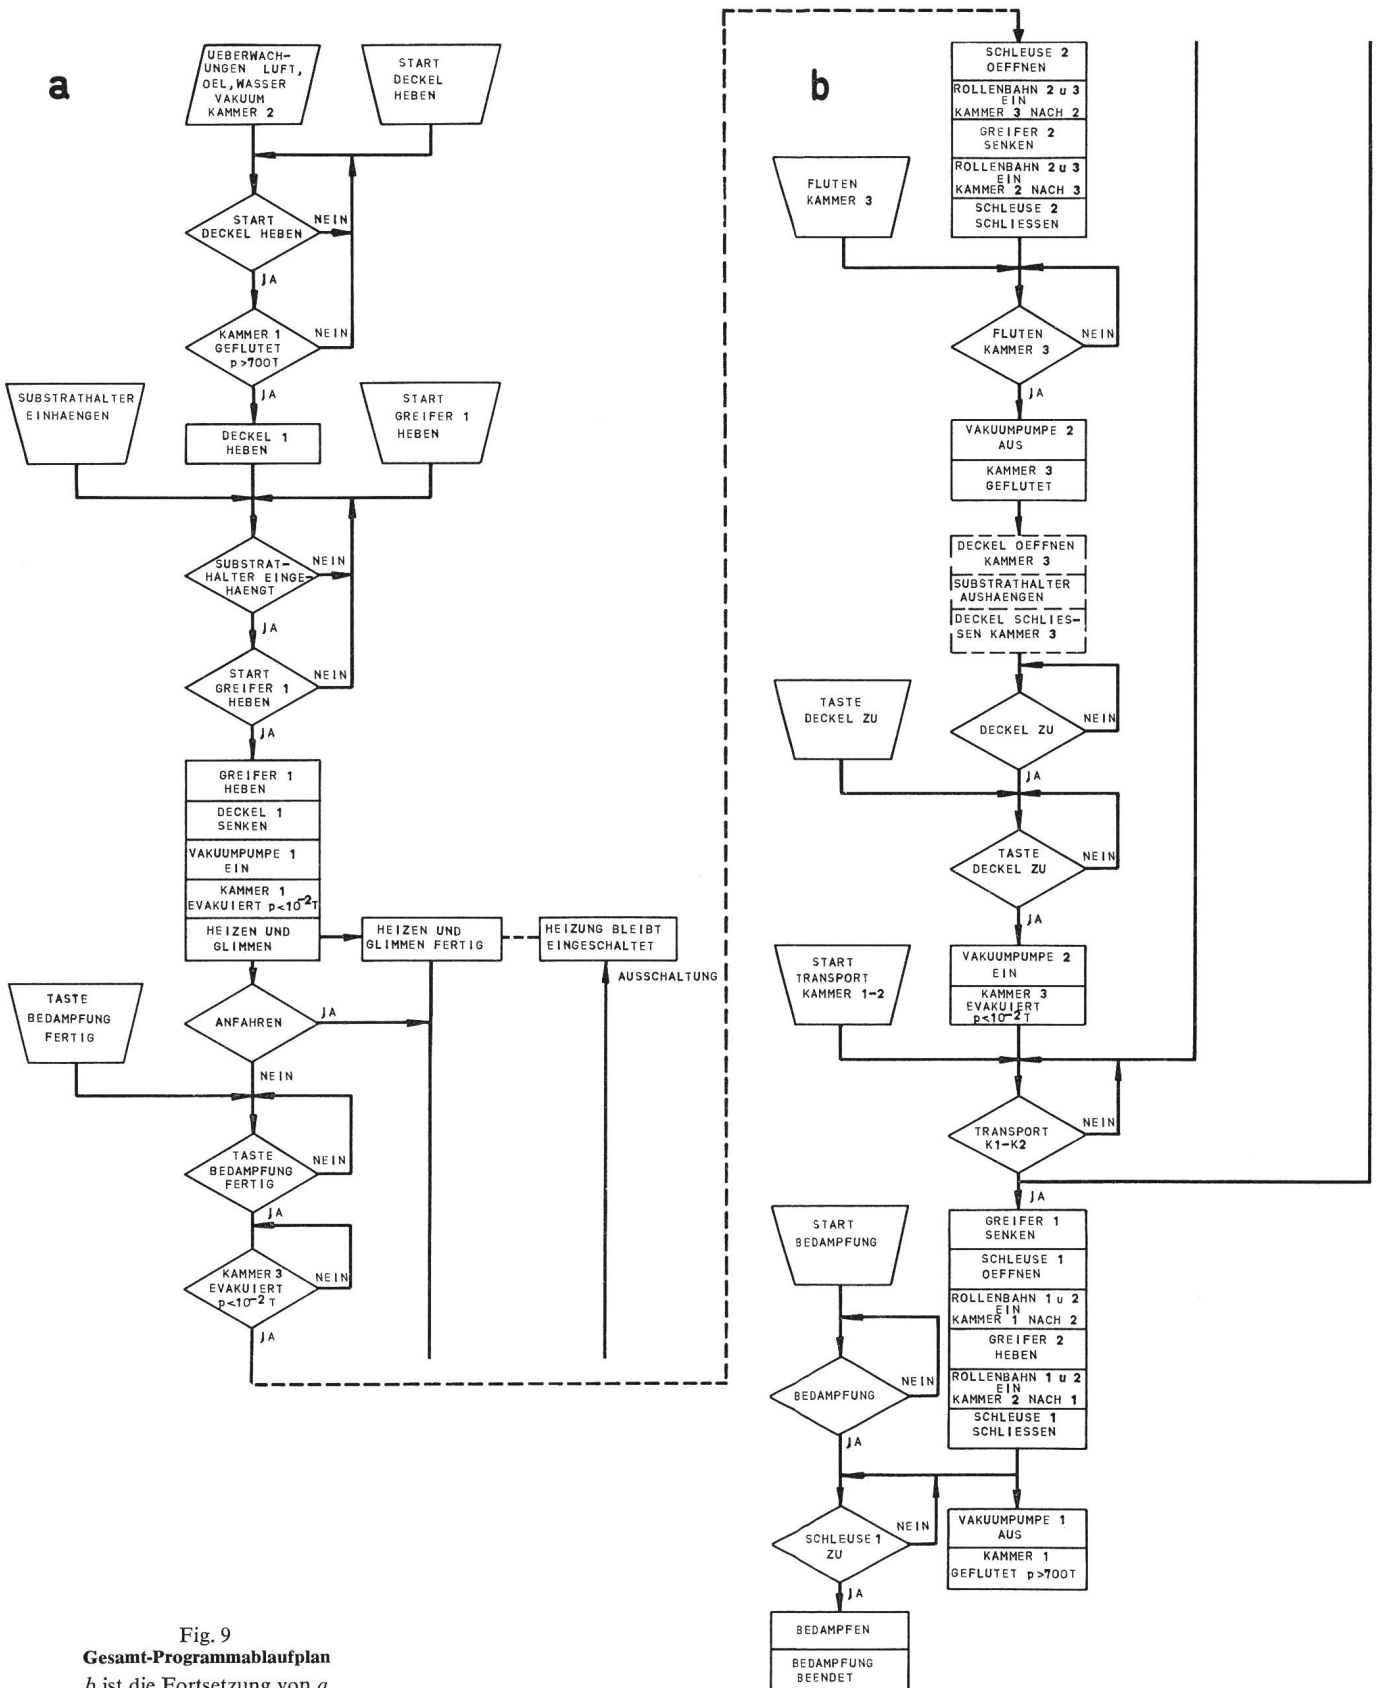 a
UEBERWACH-
UNGEN LUFT,
OEL, WASSER
VAKUUM
KAMMER 2
START
DECKEL
HEBEN
START
DECKEL HEBEN
NEIN
JA
KAMMER 1
GEFLUTET
p>700T
NEIN
JA
SUBSTRATHALTER
EINHAENGEN
START
GREIFER 1
HEBEN
DECKEL 1
HEBEN
SUBSTRAT-
HALTER EINGE-
HAENGT
NEIN
JA
START
GREIFER 1
HEBEN
NEIN
JA
GREIFER 1
HEBEN
DECKEL 1
SENKEN
VAKUUMPUMPE 1
EIN
KAMMER 1
EVAKUIERT p<10⁻²T
HEIZEN UND
GLIMMEN
HEIZEN UND
GLIMMEN FERTIG
HEIZUNG BLEIBT
EINGESCHALTET
AUSSCHALTUNG
TASTE
BEDAMPFUNG
FERTIG
ANFAHREN
JA
NEIN
TASTE
BEDAMPFUNG
FERTIG
NEIN
JA
KAMMER 3
EVAKUIERT
p<10⁻² T
NEIN
JA
b
SCHLEUSE 2
OEFFNEN
ROLLENBAHN 2 u 3
EIN
KAMMER 3 NACH 2
GREIFER 2
SENKEN
ROLLENBAHN 2 u 3
EIN
KAMMER 2 NACH 3
SCHLEUSE 2
SCHLIESSEN
FLUTEN
KAMMER 3
FLUTEN
KAMMER 3
NEIN
JA
VAKUUMPUMPE 2
AUS
KAMMER 3
GEFLUTET
DECKEL OEFFNEN
KAMMER 3
SUBSTRATHALTER
AUSHAENGEN
DECKEL SCHLIES-
SEN KAMMER 3
TASTE
DECKEL ZU
DECKEL ZU
NEIN
JA
TASTE
DECKEL ZU
NEIN
JA
START
TRANSPORT
KAMMER 1-2
VAKUUMPUMPE 2
EIN
KAMMER 3
EVAKUIERT
p<10⁻² T
TRANSPORT
K1-K2
NEIN
JA
START
BEDAMPFUNG
GREIFER 1
SENKEN
SCHLEUSE 1
OEFFNEN
ROLLENBAHN 1 u 2
EIN
KAMMER 1 NACH 2
GREIFER 2
HEBEN
ROLLENBAHN 1 u 2
EIN
KAMMER 2 NACH 1
SCHLEUSE 1
SCHLIESSEN
BEDAMPFUNG
NEIN
JA
SCHLEUSE 1
ZU
NEIN
JA
VAKUUMPUMPE 1
AUS
KAMMER 1
GEFLUTET p>700T
BEDAMPFEN
BEDAMPFUNG
BEENDET
Fig. 9
Gesamt-Programmablaufplan
b ist die Fortsetzung von a